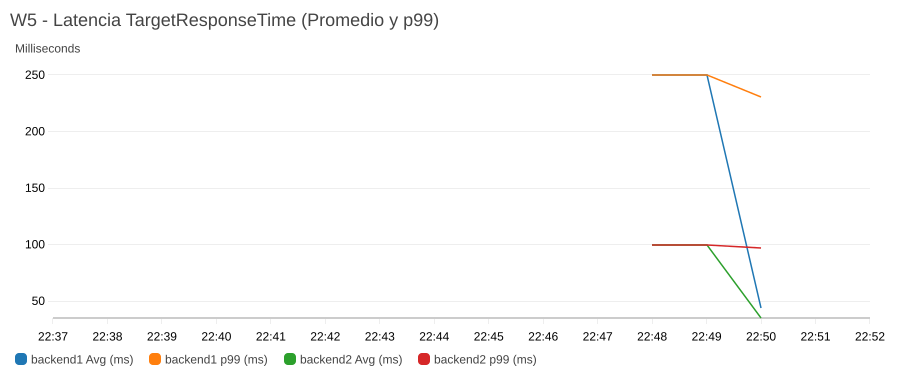 W5 - Latencia TargetResponseTime (Promedio y p99)
Milliseconds
250
200
150
100
50
22:37 22:38 22:39 22:40 22:41 22:42 22:43 22:44 22:45 22:46 22:47 22:48 22:49 22:50 22:51 22:52
backend1 Avg (ms) backend1 p99 (ms) backend2 Avg (ms) backend2 p99 (ms)